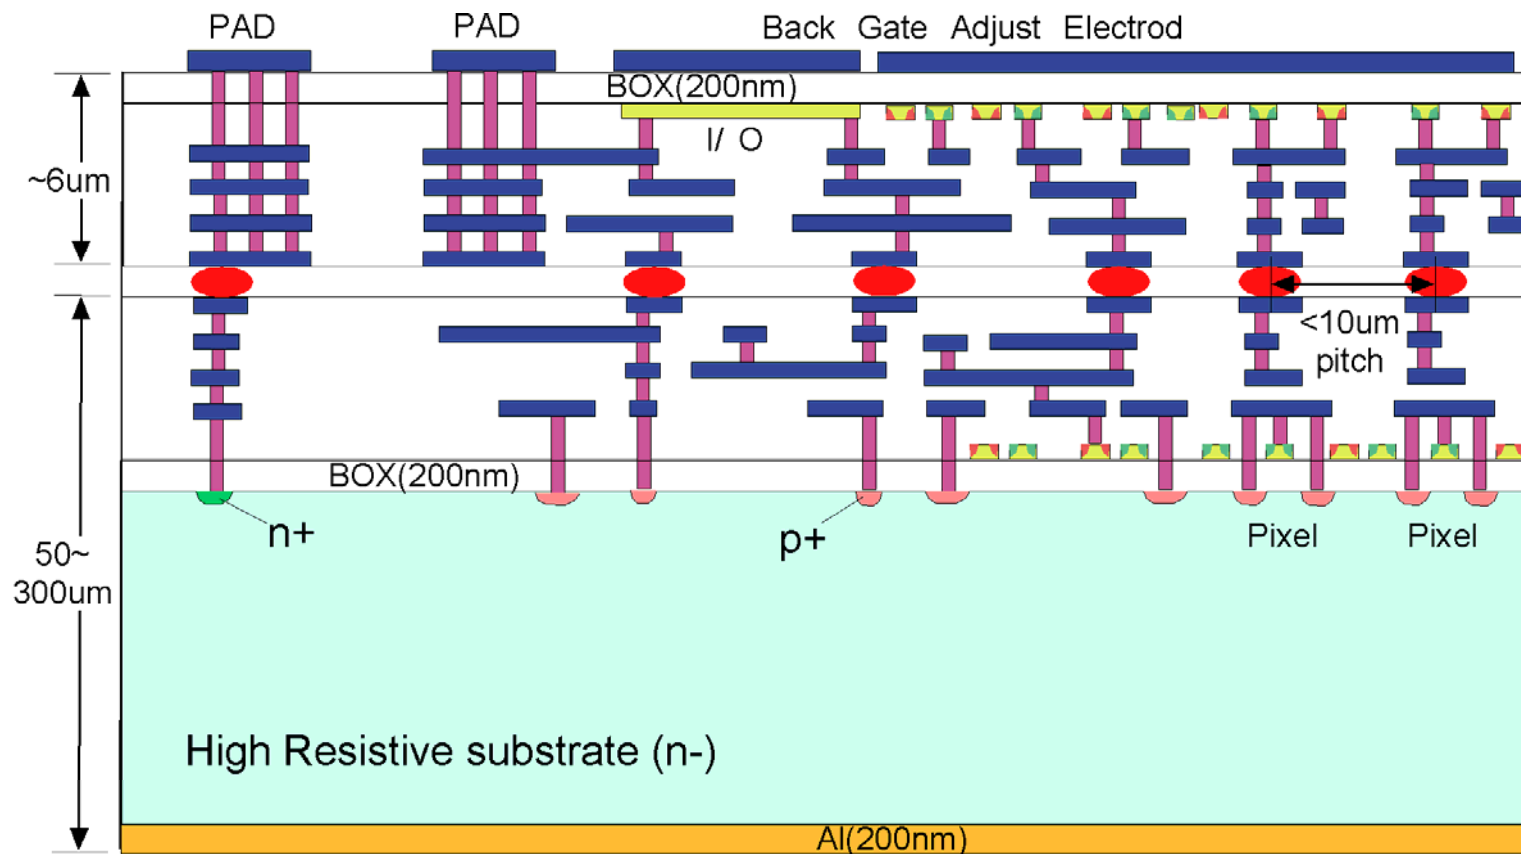 PAD
PAD
Back Gate Adjust Electrod
BOX(200nm)
I/ O
~6um
<10um
pitch
BOX(200nm)
n+
p+
Pixel
Pixel
50~
300um
High Resistive substrate (n-)
Al(200nm)